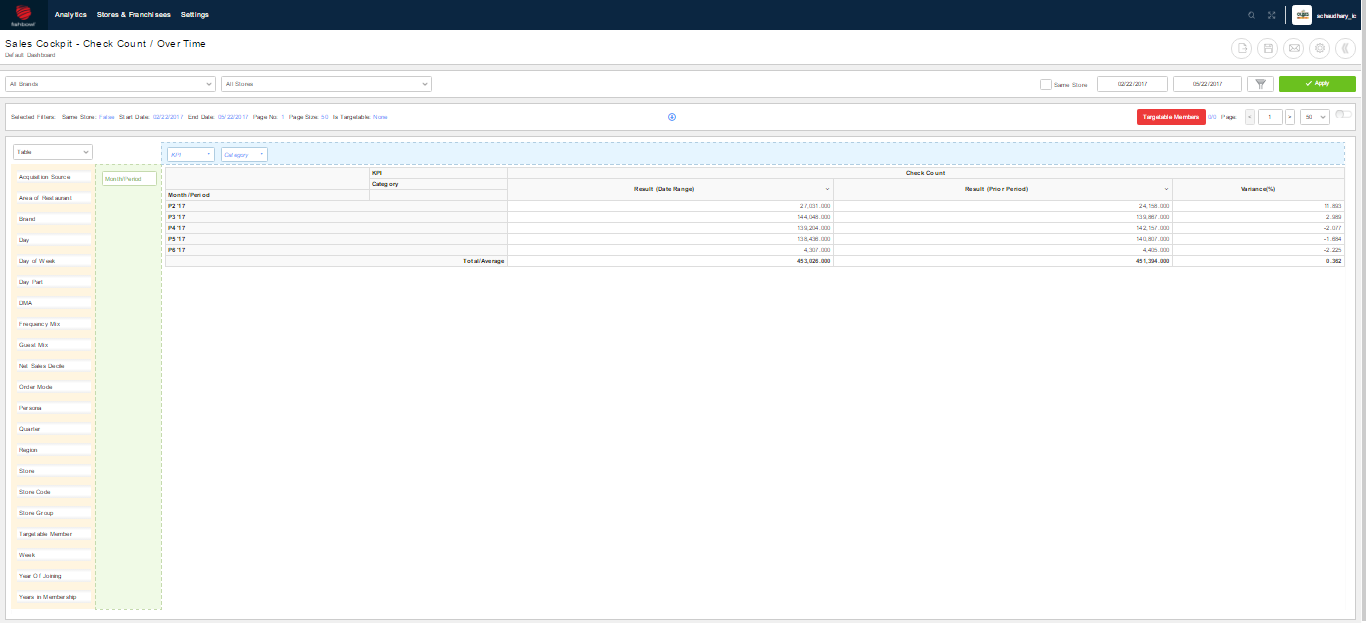 fishbowl
Analytics Stores & Franchisees Settings
schaudhary_ic
Sales Cockpit - Check Count / Over Time
Default Dashboard
All Brands All Stores Same Store 02/22/2017 05/22/2017 Apply
Selected Filters: Same Store: False Start Date: 02/22/2017 End Date: 05/22/2017 Page No: 1 Page Size: 50 Is Targetable: None Targetable Members 0/0 Page: < 1 > 50
Table KPI Category
Month/Period
KPI Check Count
Category
Result (Date Range) Result (Prior Period) Variance(%)
Month/Period
P2 '17 27,031.000 24,158.000 11.893
P3 '17 144,048.000 139,867.000 2.989
P4 '17 139,204.000 142,157.000 -2.077
P5 '17 138,436.000 140,807.000 -1.684
P6 '17 4,307.000 4,405.000 -2.225
Total/Average 453,026.000 451,394.000 0.362
Acquisition Source
Area of Restaurant
Brand
Day
Day of Week
Day Part
DMA
Frequency Mix
Guest Mix
Net Sales Decile
Order Mode
Persona
Quarter
Region
Store
Store Code
Store Group
Targetable Member
Week
Year Of Joining
Years in Membership